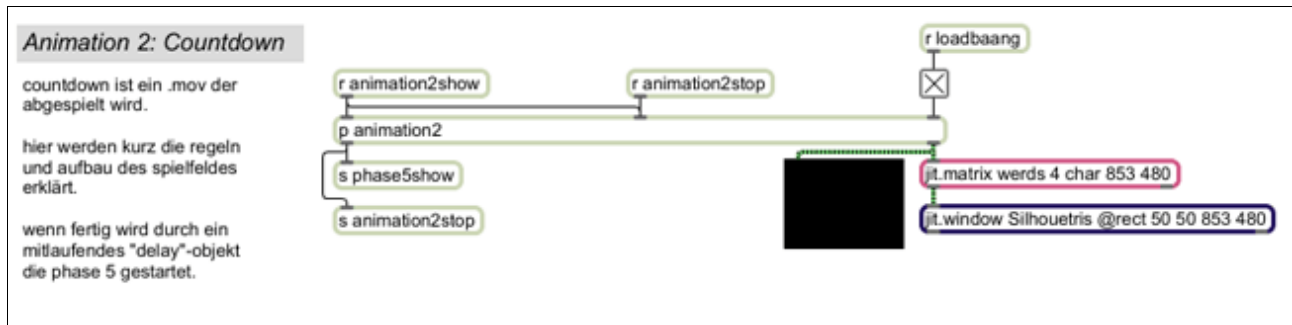 Animation 2: Countdown
countdown ist ein .mov der
abgespielt wird.
hier werden kurz die regeln
und aufbau des spielfeldes
erklärt.
wenn fertig wird durch ein
mitlaufendes "delay"-objekt
die phase 5 gestartet.
r loadbaang
r animation2show
r animation2stop
p animation2
s phase5show
s animation2stop
jit.matrix werds 4 char 853 480
jit.window Silhouetris @rect 50 50 853 480